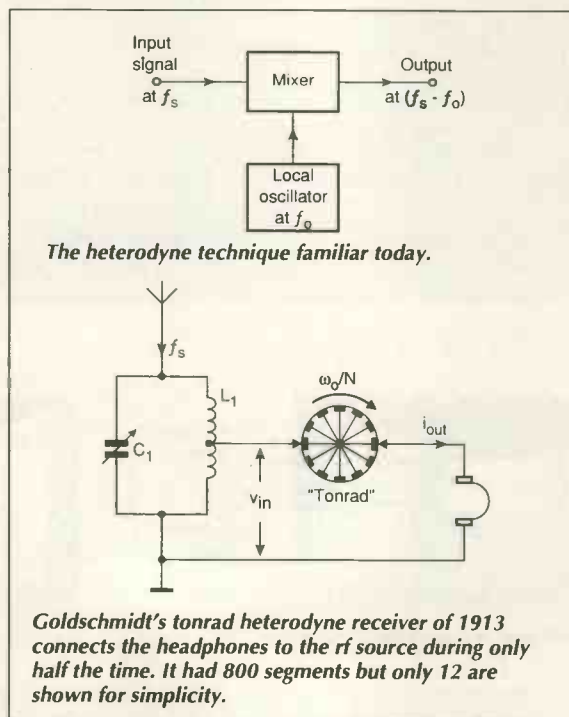 Input
signal
at fs
Mixer
Output
at (fs - fo)
Local
oscillator
at fo
The heterodyne technique familiar today.
fs
L1
C1
vin
ωo/N
"Tonrad"
iout
Goldschmidt's tonrad heterodyne receiver of 1913
connects the headphones to the rf source during only
half the time. It had 800 segments but only 12 are
shown for simplicity.